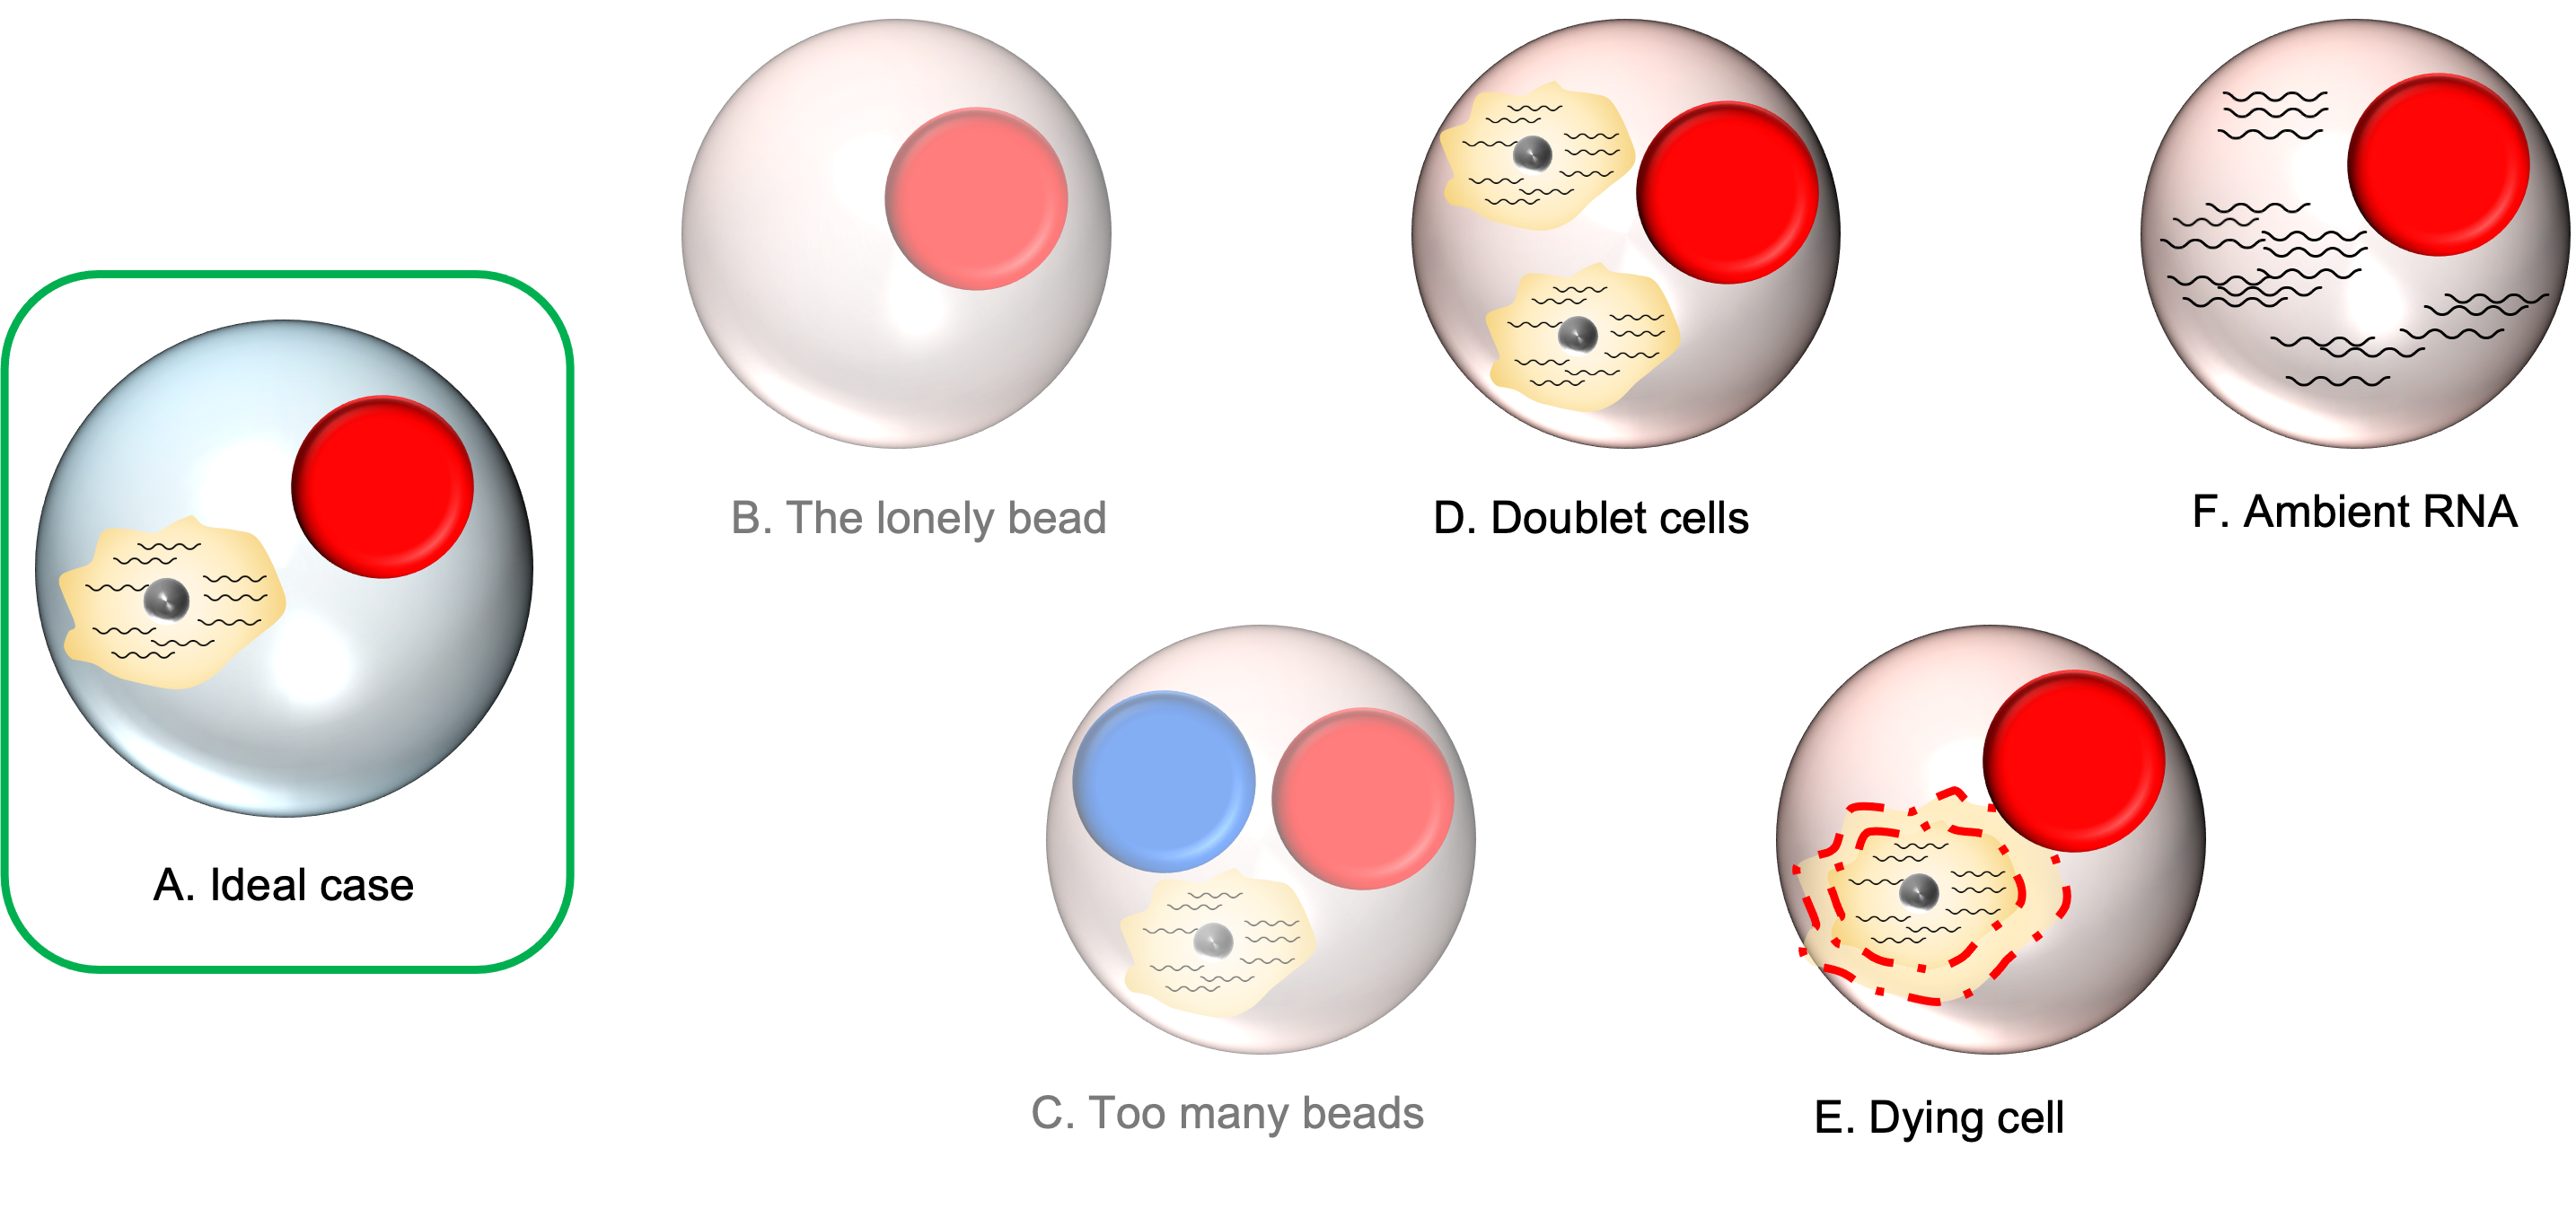 A. Ideal case
B. The lonely bead
C. Too many beads
D. Doublet cells
E. Dying cell
F. Ambient RNA